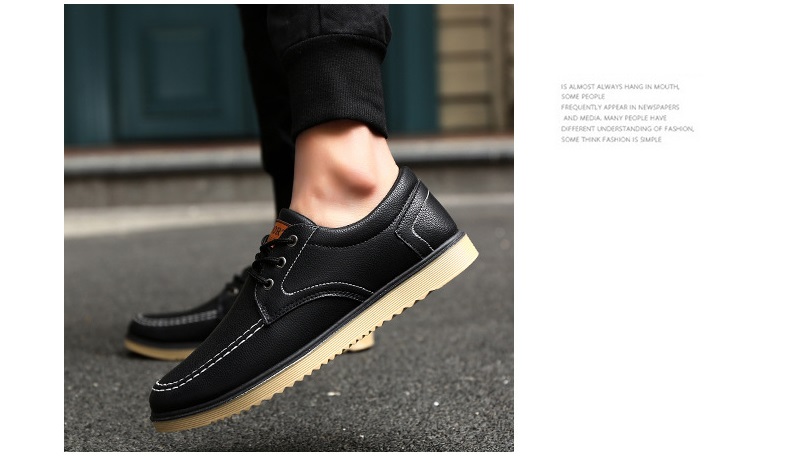 IS ALMOST ALWAYS HANG IN MOUTH,
SOME PEOPLE
FREQUENTLY APPEAR IN NEWSPAPERS
AND MEDIA. MANY PEOPLE HAVE
DIFFERENT UNDERSTANDING OF FASHION,
SOME THINK FASHION IS SIMPLE